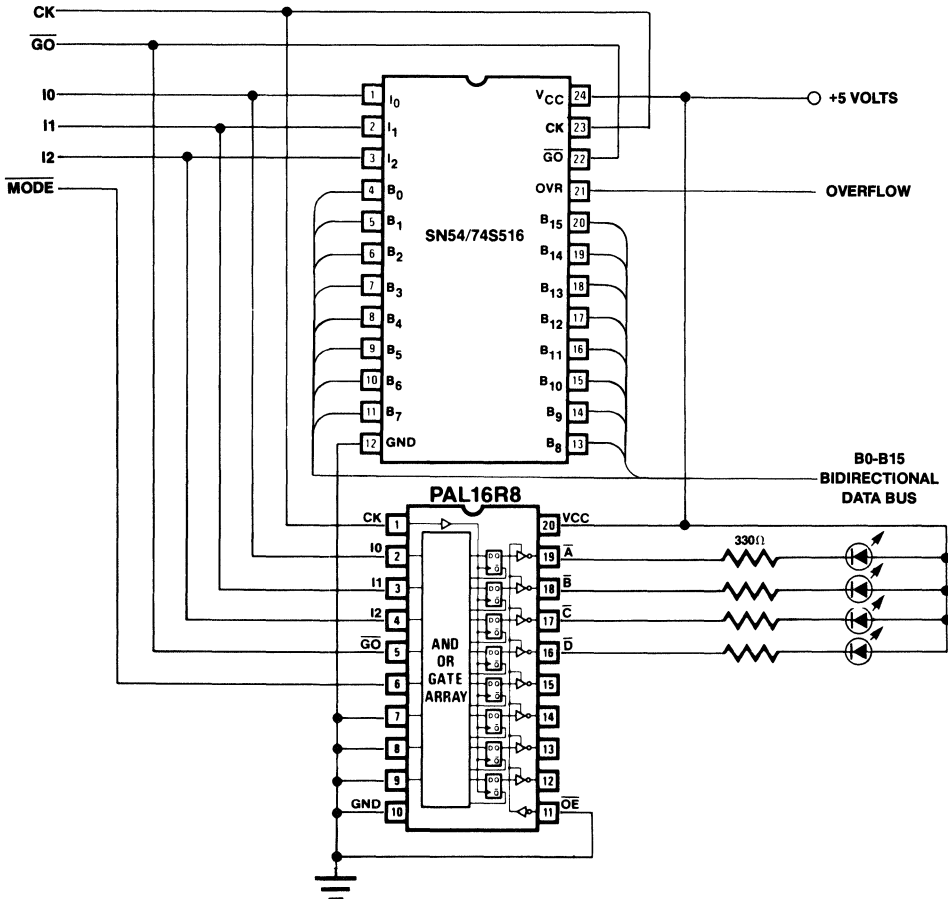 CK
GO
I0
I1
I2
MODE
1 I0
2 I1
3 I2
4 B0
5 B1
6 B2
7 B3
8 B4
9 B5
10 B6
11 B7
12 GND
SN54/74S516
VCC 24
CK 23
GO 22
OVR 21
B15 20
B14 19
B13 18
B12 17
B11 16
B10 15
B9 14
B8 13
+5 VOLTS
OVERFLOW
B0-B15
BIDIRECTIONAL
DATA BUS
PAL16R8
CK 1
I0 2
I1 3
I2 4
GO 5
6
7
8
9
GND 10
AND
OR
GATE
ARRAY
20 VCC
19 A
18 B
17 C
16 D
15
14
13
12
11 OE
330Ω